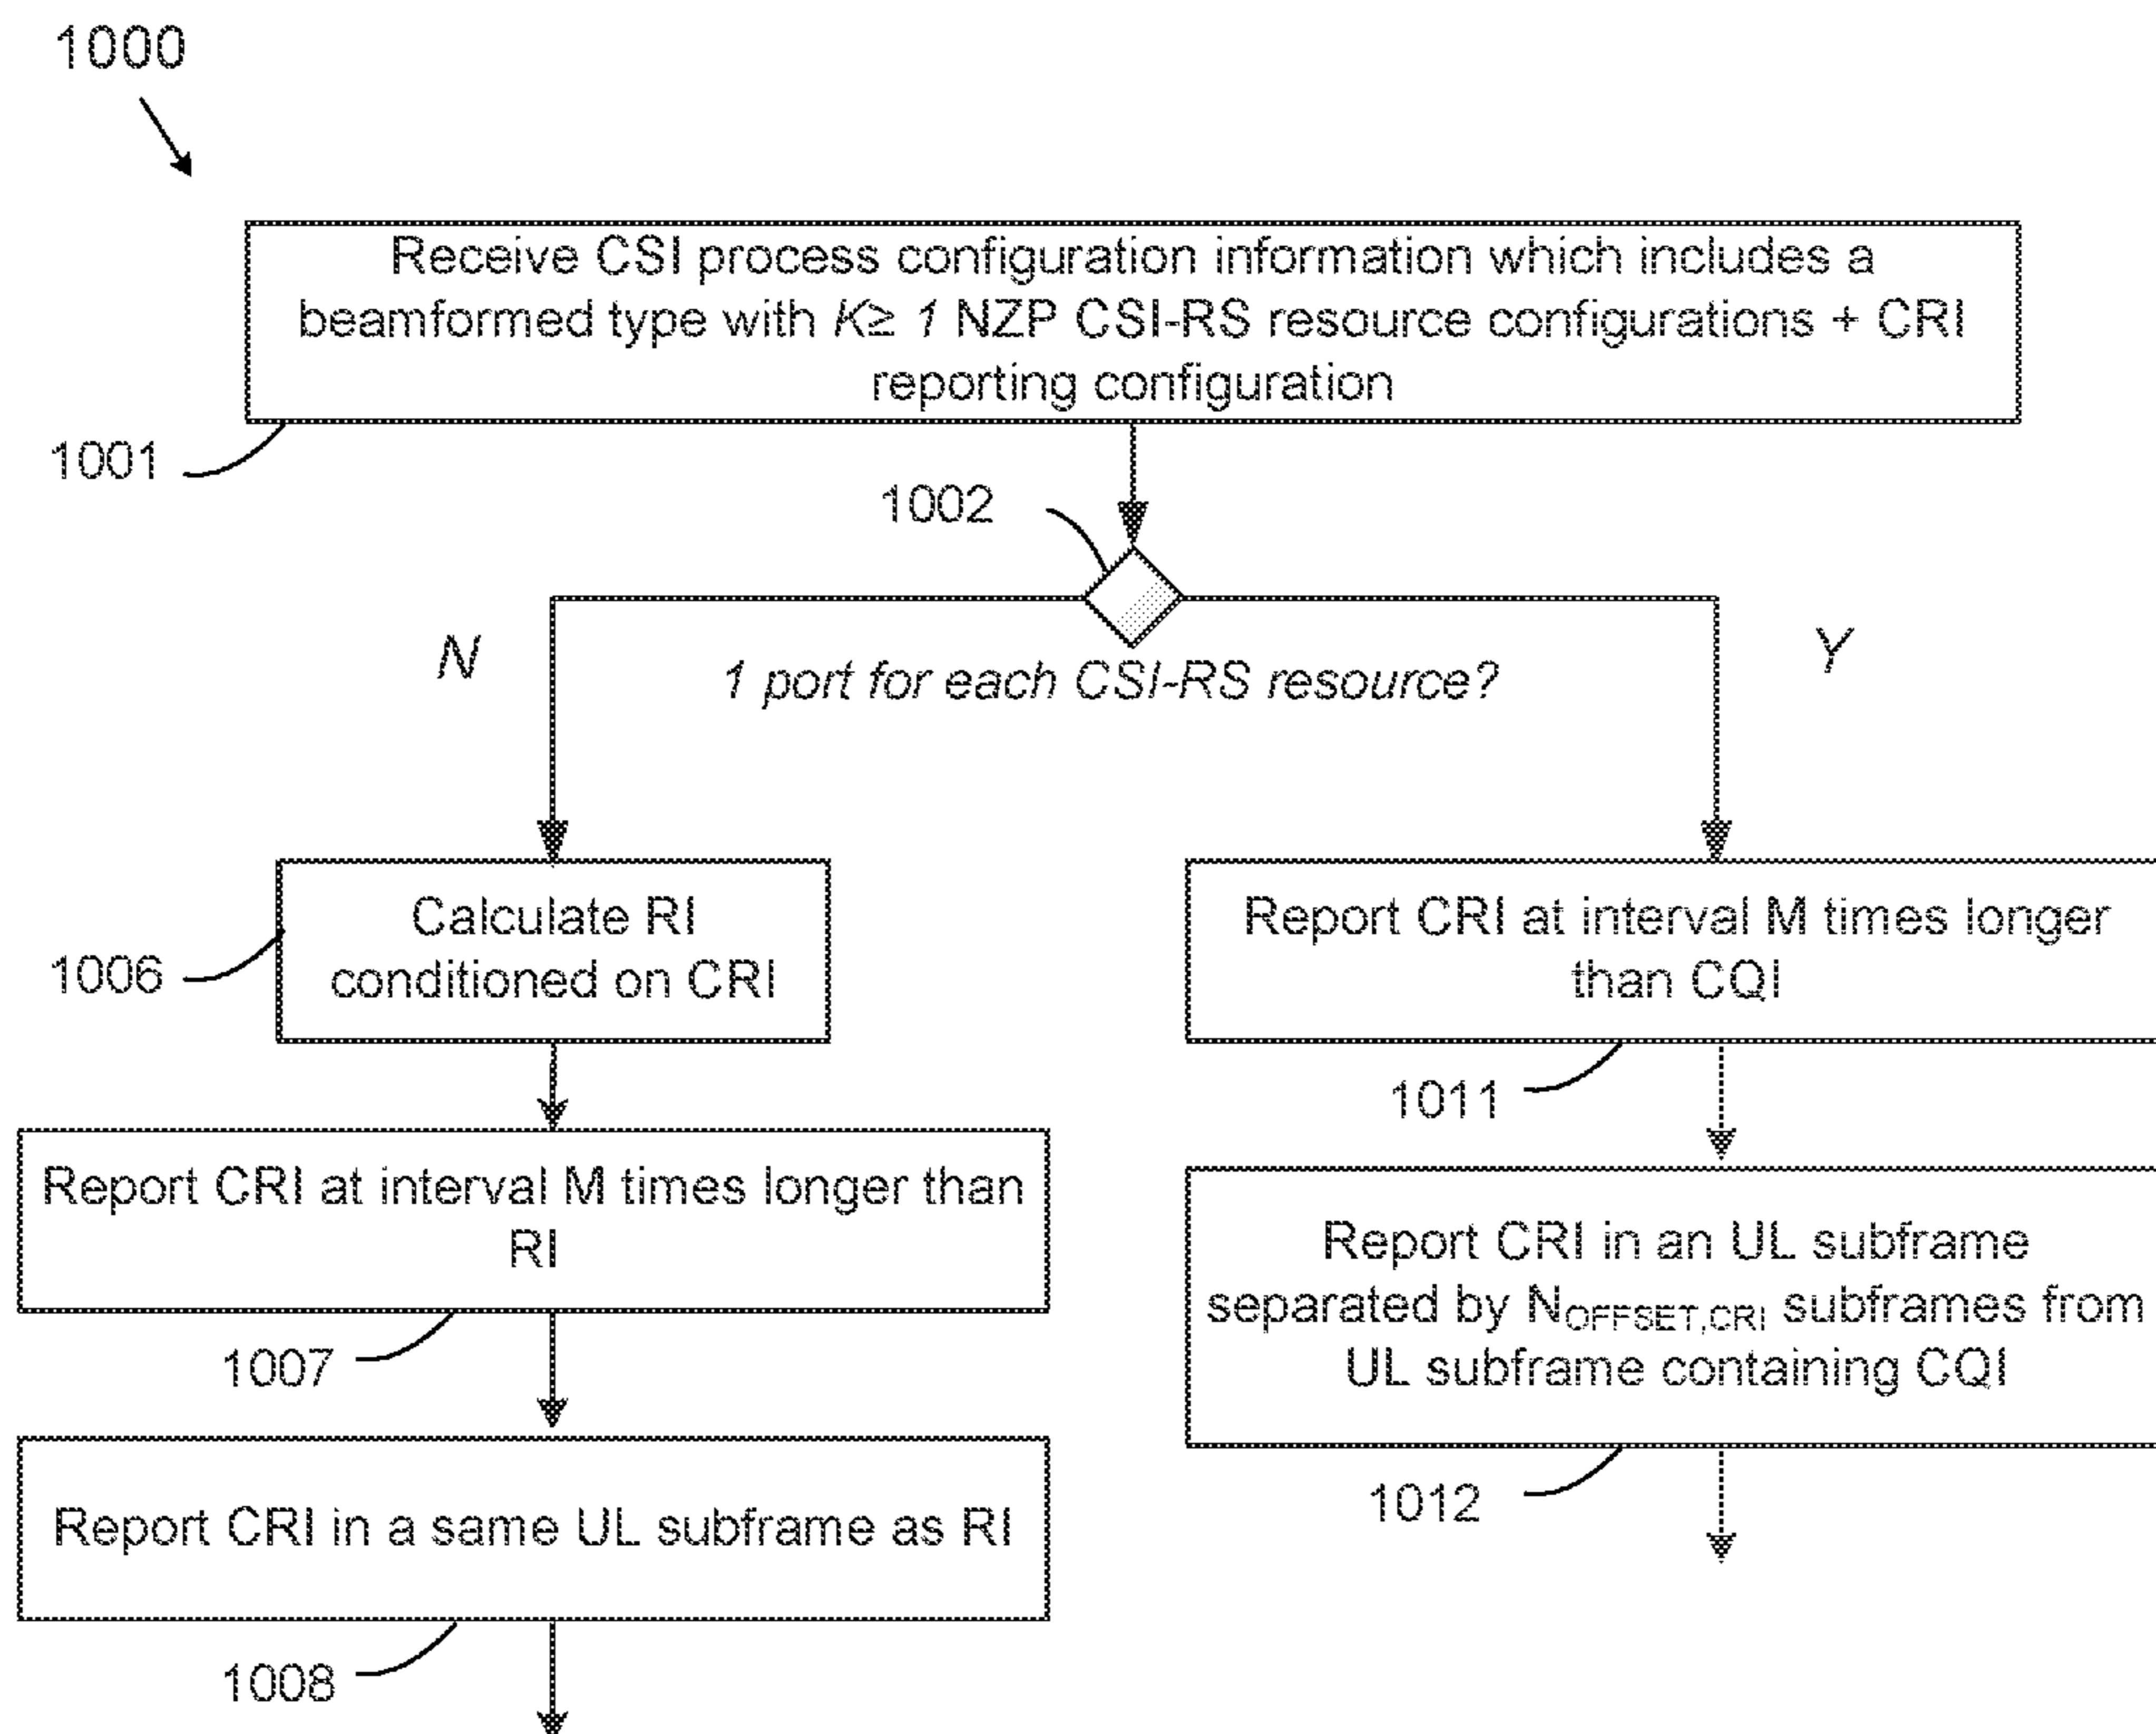 1000
Receive CSI process configuration information which includes a
beamformed type with K≥ 1 NZP CSI-RS resource configurations + CRI
reporting configuration
1001
1002
N
1 port for each CSI-RS resource?
Y
Calculate RI
conditioned on CRI
1006
Report CRI at interval M times longer than
RI
1007
Report CRI in a same UL subframe as RI
1008
Report CRI at interval M times longer
than CQI
1011
Report CRI in an UL subframe
separated by NOFFSET,CRI subframes from
UL subframe containing CQI
1012